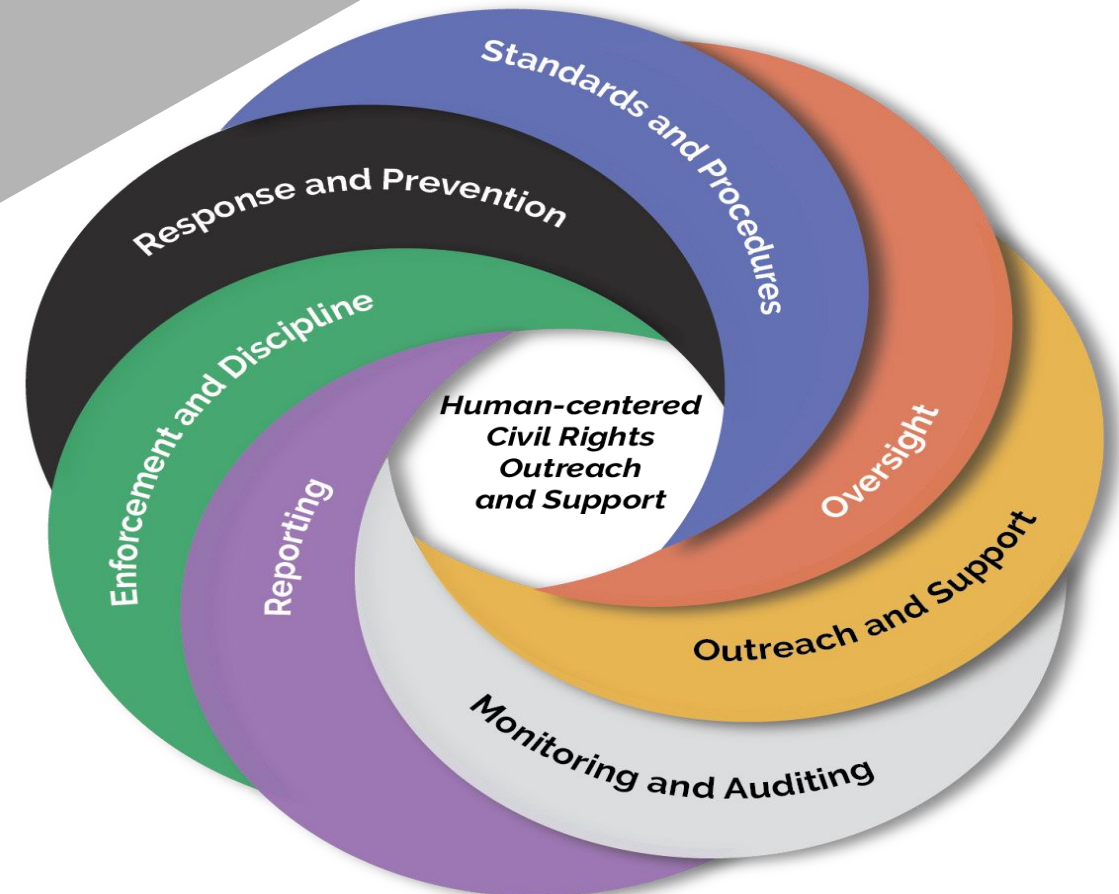 Standards and Procedures
Oversight
Outreach and Support
Monitoring and Auditing
Reporting
Enforcement and Discipline
Response and Prevention
Human-centered
Civil Rights
Outreach
and Support